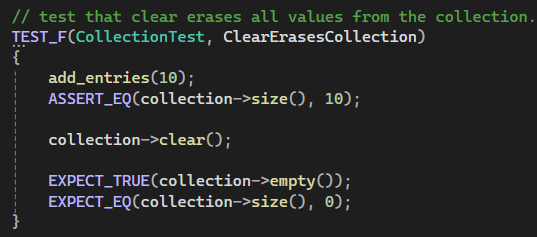 // test that clear erases all values from the collection.
TEST_F(CollectionTest, ClearErasesCollection)
{
    add_entries(10);
    ASSERT_EQ(collection->size(), 10);

    collection->clear();

    EXPECT_TRUE(collection->empty());
    EXPECT_EQ(collection->size(), 0);
}